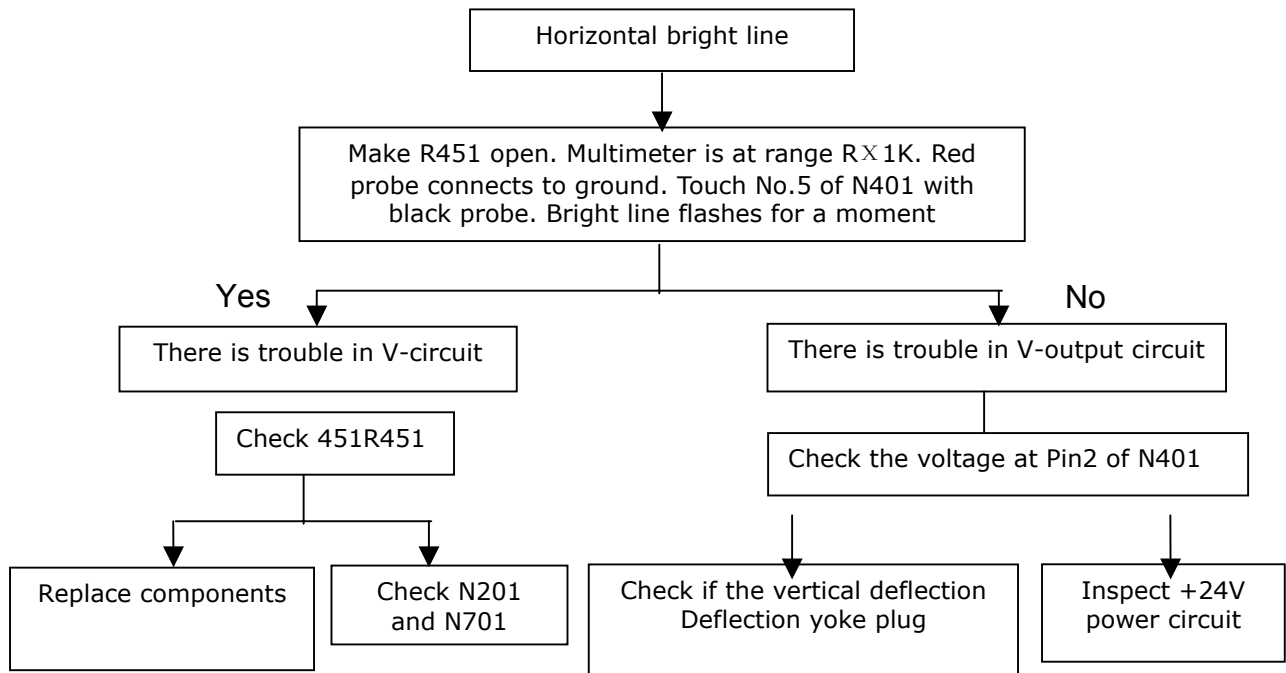 Horizontal bright line
Make R451 open. Multimeter is at range R╳1K. Red
probe connects to ground. Touch No.5 of N401 with
black probe. Bright line flashes for a moment
Yes
No
There is trouble in V-circuit
There is trouble in V-output circuit
Check 451R451
Check the voltage at Pin2 of N401
Replace components
Check N201
and N701
Check if the vertical deflection
Deflection yoke plug
Inspect +24V
power circuit